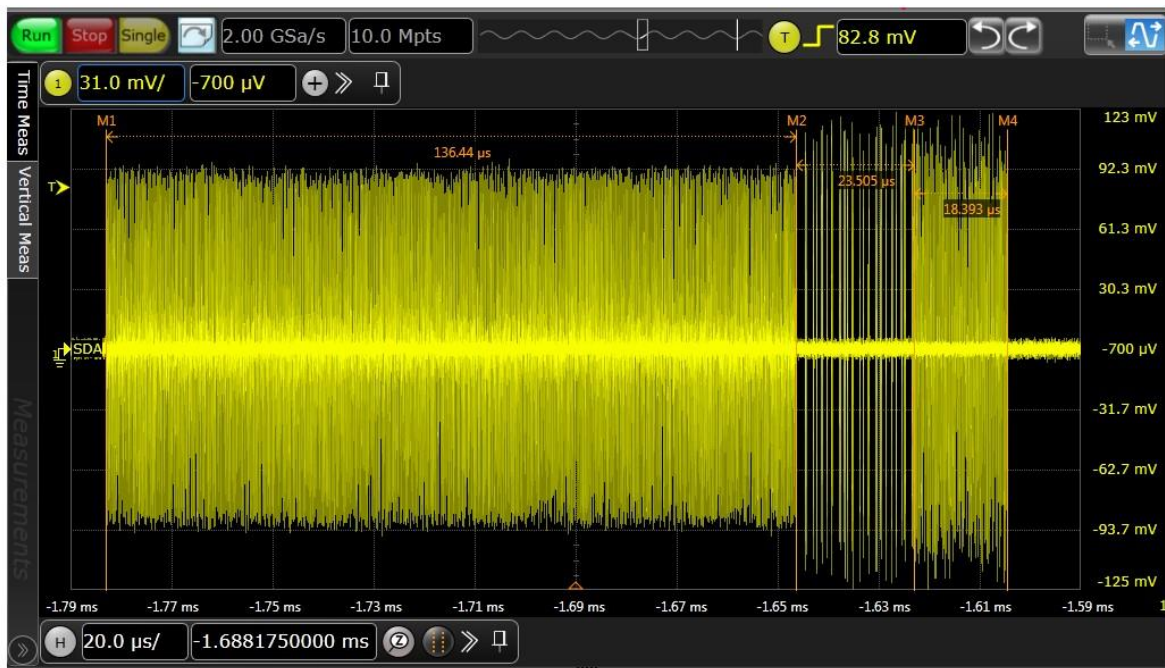 Run Stop Single 2.00 GSa/s 10.0 Mpts T 82.8 mV
1 31.0 mV/ -700 µV +
Time Meas
Vertical Meas
Measurements
M1 M2 M3 M4
136.44 µs
23.505 µs
18.393 µs
T
1 SDA
123 mV
92.3 mV
61.3 mV
30.3 mV
-700 µV
-31.7 mV
-62.7 mV
-93.7 mV
-125 mV
-1.79 ms -1.77 ms -1.75 ms -1.73 ms -1.71 ms -1.69 ms -1.67 ms -1.65 ms -1.63 ms -1.61 ms -1.59 ms 1
H 20.0 µs/ -1.6881750000 ms Z